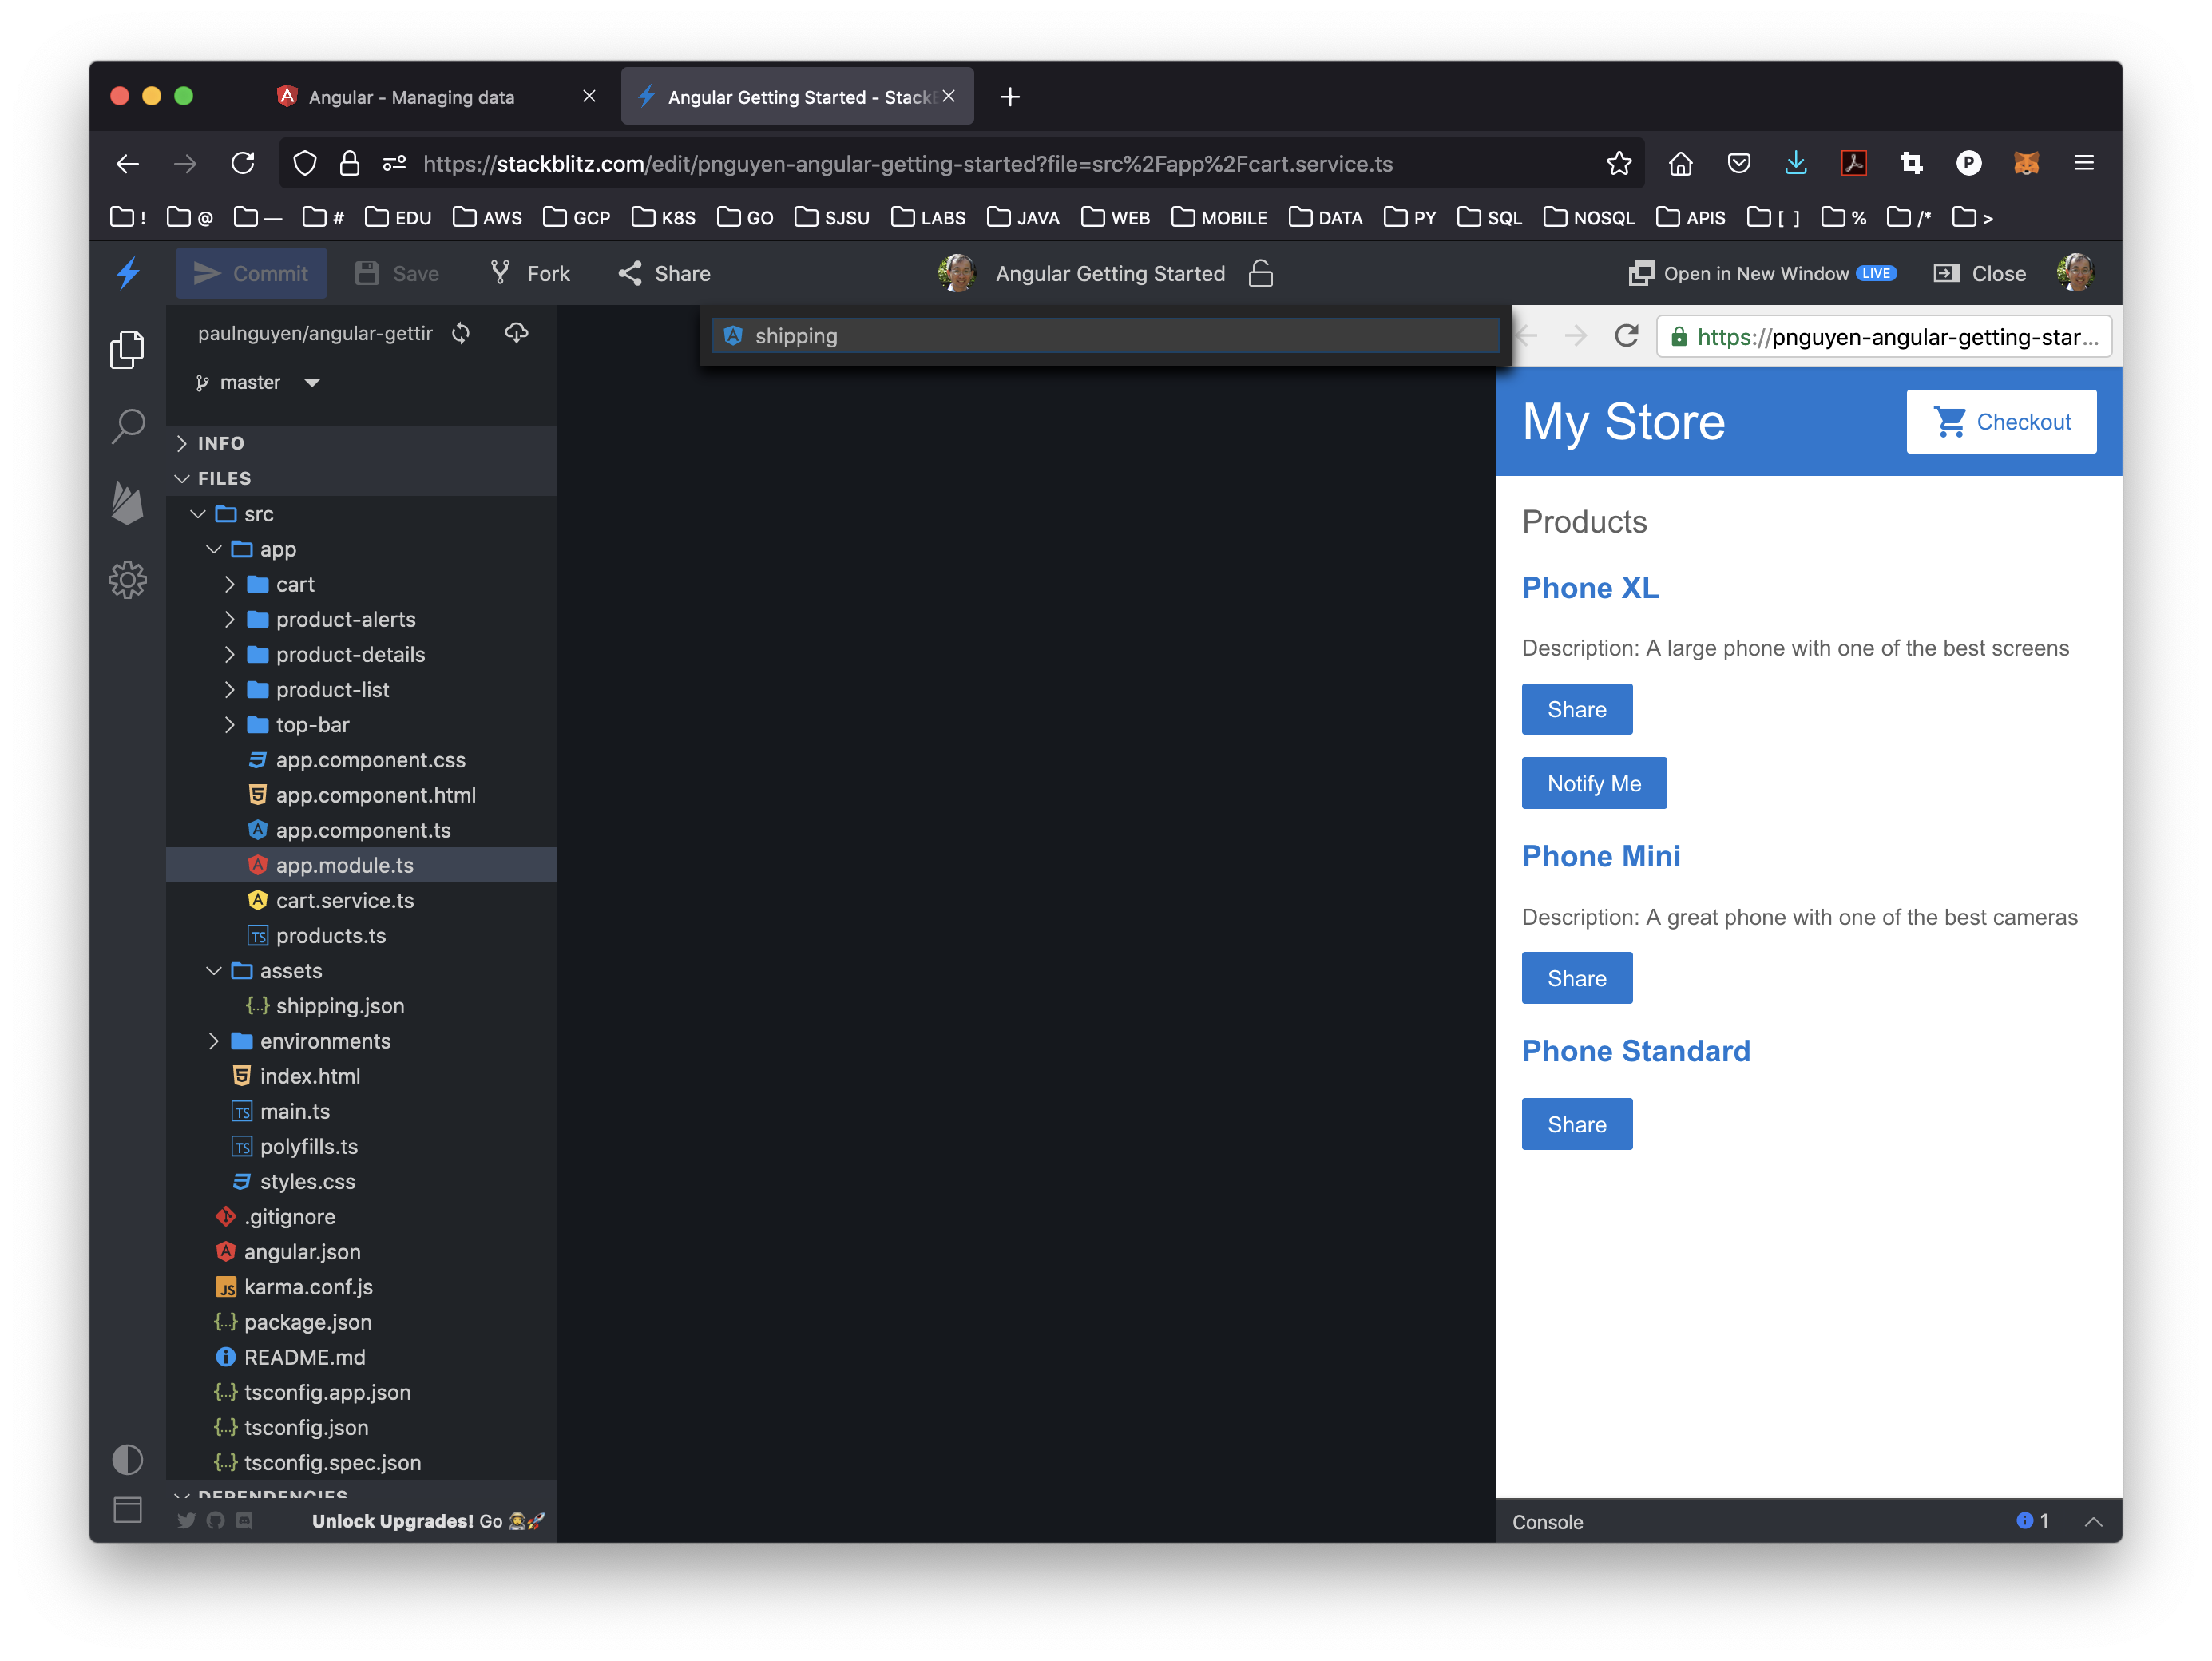 Angular - Managing data
Angular Getting Started - Stack
https://stackblitz.com/edit/pnguyen-angular-getting-started?file=src%2Fapp%2Fcart.service.ts
! @ — # EDU AWS GCP K8S GO SJSU LABS JAVA WEB MOBILE DATA PY SQL NOSQL APIS [ ] % /* >
Commit Save Fork Share Angular Getting Started Open in New Window LIVE Close
paulnguyen/angular-gettir
master
INFO
FILES
src
app
cart
product-alerts
product-details
product-list
top-bar
app.component.css
app.component.html
app.component.ts
app.module.ts
cart.service.ts
products.ts
assets
shipping.json
environments
index.html
main.ts
polyfills.ts
styles.css
.gitignore
angular.json
karma.conf.js
package.json
README.md
tsconfig.app.json
tsconfig.json
tsconfig.spec.json
DEPENDENCIES
Unlock Upgrades! Go
shipping
https://pnguyen-angular-getting-star...
My Store
Checkout
Products
Phone XL
Description: A large phone with one of the best screens
Share
Notify Me
Phone Mini
Description: A great phone with one of the best cameras
Share
Phone Standard
Share
Console 1